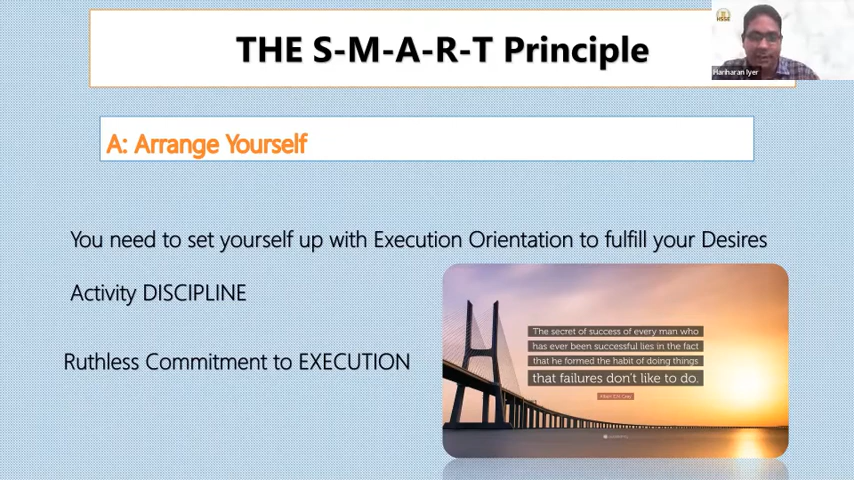 THE S-M-A-R-T Principle
HSSE
Hariharan Iyer
A: Arrange Yourself
You need to set yourself up with Execution Orientation to fulfill your Desires
Activity DISCIPLINE
Ruthless Commitment to EXECUTION
The secret of success of every man who
has ever been successful lies in the fact
that he formed the habit of doing things
that failures don't like to do.